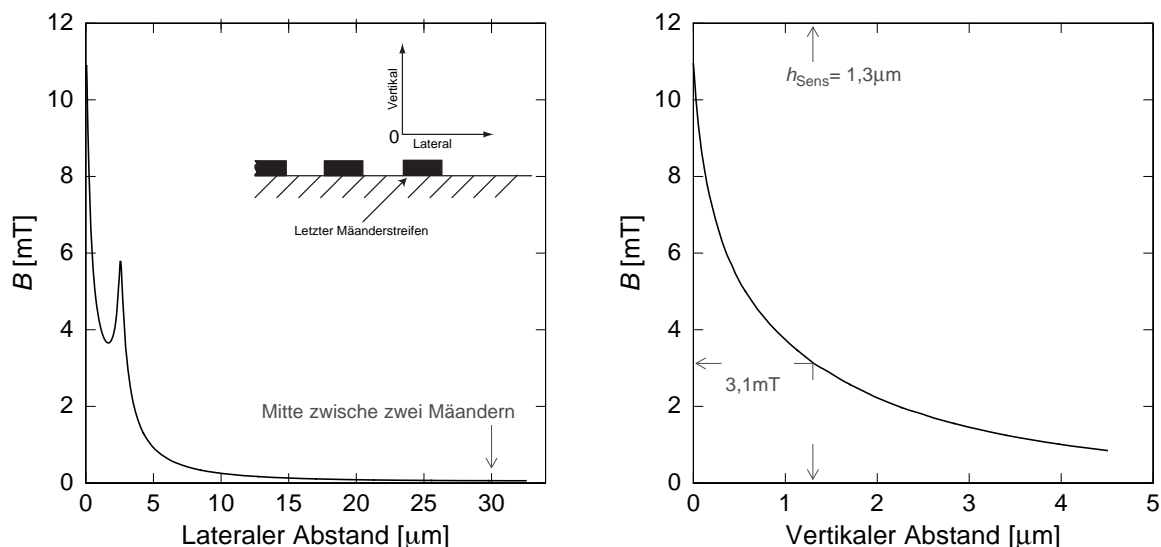 12
10
8
6
4
2
0
B [mT]
0 5 10 15 20 25 30
Lateraler Abstand [μm]
Vertikal
0
Lateral
Letzter Mäanderstreifen
Mitte zwische zwei Mäandern
12
10
8
6
4
2
0
B [mT]
0 1 2 3 4 5
Vertikaler Abstand [μm]
hSens= 1,3μm
3,1mT